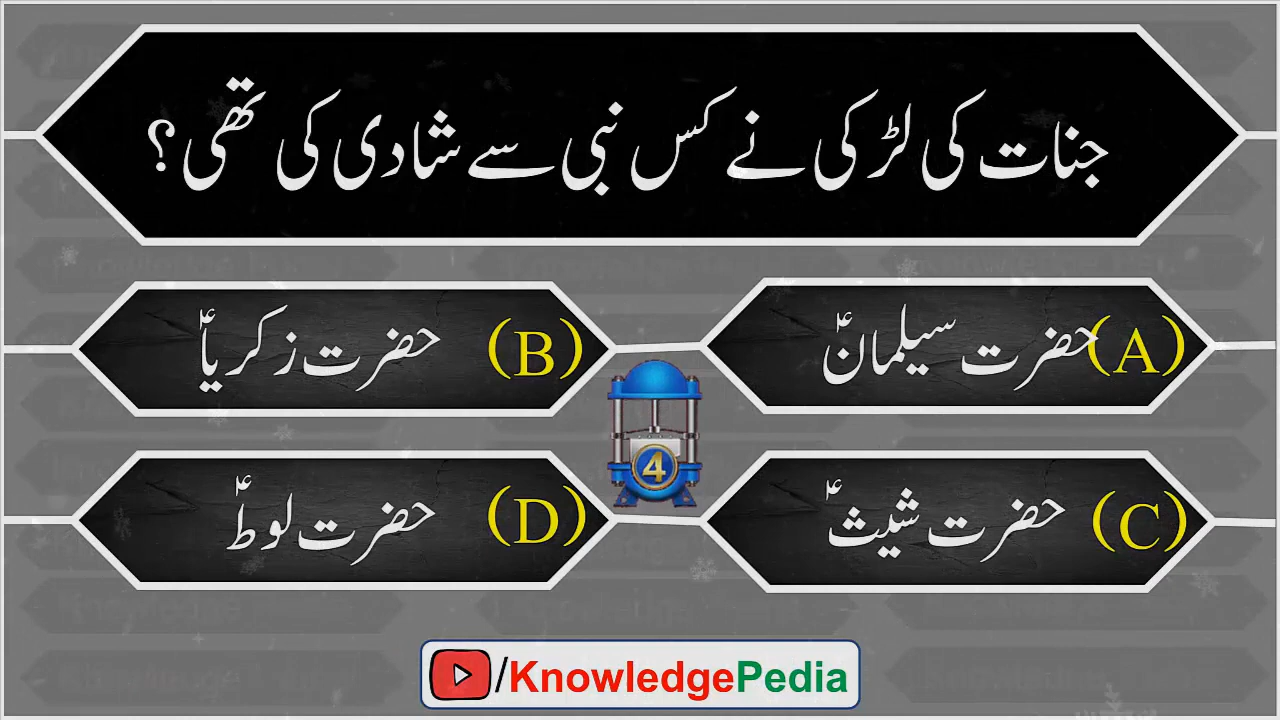 جنات کی لڑکی نے کس نبی سے شادی کی تھی؟
(A) حضرت سیلمانؑ
(B) حضرت زکریاؑ
4
(C) حضرت شیثؑ
(D) حضرت لوطؑ
/KnowledgePedia